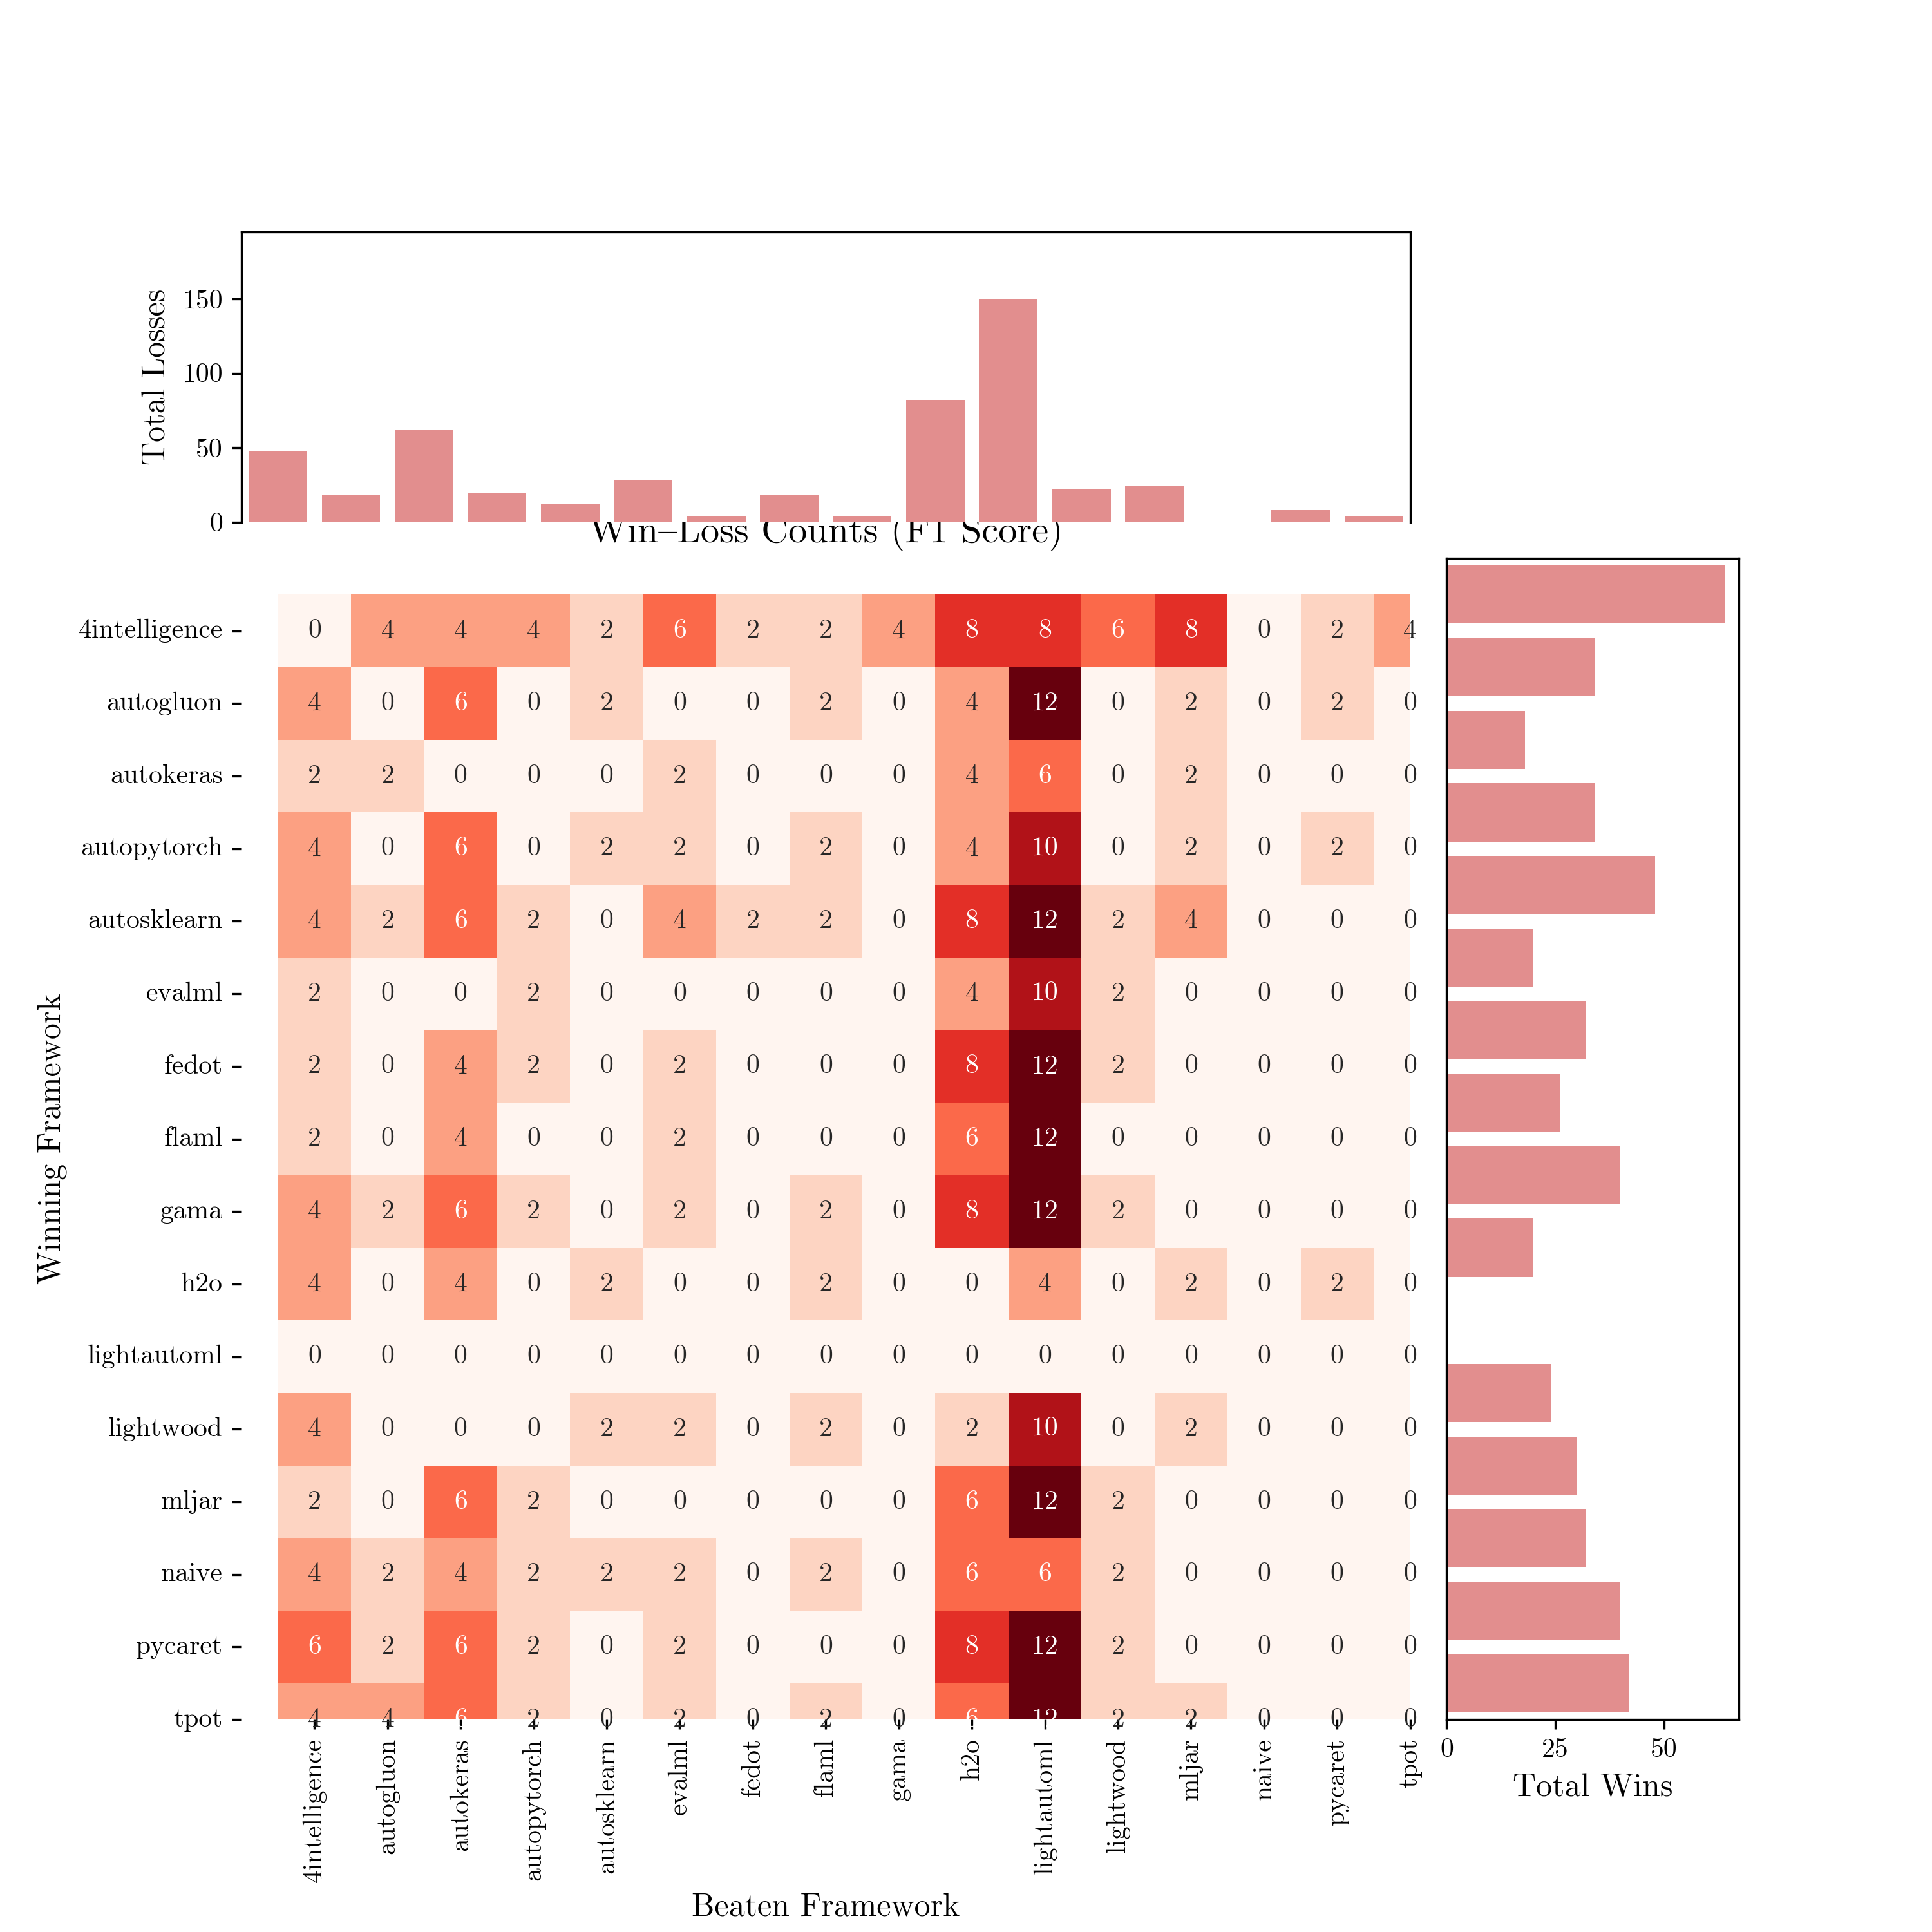 150
100
50
0
Total Losses
Win–Loss Counts (F1 Score)
4intelligence 0 4 4 4 2 6 2 2 4 8 8 6 8 0 2 4
autogluon 4 0 6 0 2 0 0 2 0 4 12 0 2 0 2 0
autokeras 2 2 0 0 0 2 0 0 0 4 6 0 2 0 0 0
autopytorch 4 0 6 0 2 2 0 2 0 4 10 0 2 0 2 0
autosklearn 4 2 6 2 0 4 2 2 0 8 12 2 4 0 0 0
evalml 2 0 0 2 0 0 0 0 0 4 10 2 0 0 0 0
fedot 2 0 4 2 0 2 0 0 0 8 12 2 0 0 0 0
flaml 2 0 4 0 0 2 0 0 0 6 12 0 0 0 0 0
gama 4 2 6 2 0 2 0 2 0 8 12 2 0 0 0 0
h2o 4 0 4 0 2 0 0 2 0 0 4 0 2 0 2 0
lightautoml 0 0 0 0 0 0 0 0 0 0 0 0 0 0 0 0
lightwood 4 0 0 0 2 2 0 2 0 2 10 0 2 0 0 0
mljar 2 0 6 2 0 0 0 0 0 6 12 2 0 0 0 0
naive 4 2 4 2 2 2 0 2 0 6 6 2 0 0 0 0
pycaret 6 2 6 2 0 2 0 0 0 8 12 2 0 0 0 0
tpot 4 4 6 2 0 2 0 2 0 6 12 2 2 0 0 0
Winning Framework
4intelligence
autogluon
autokeras
autopytorch
autosklearn
evalml
fedot
flaml
gama
h2o
lightautoml
lightwood
mljar
naive
pycaret
tpot
Beaten Framework
0 25 50
Total Wins